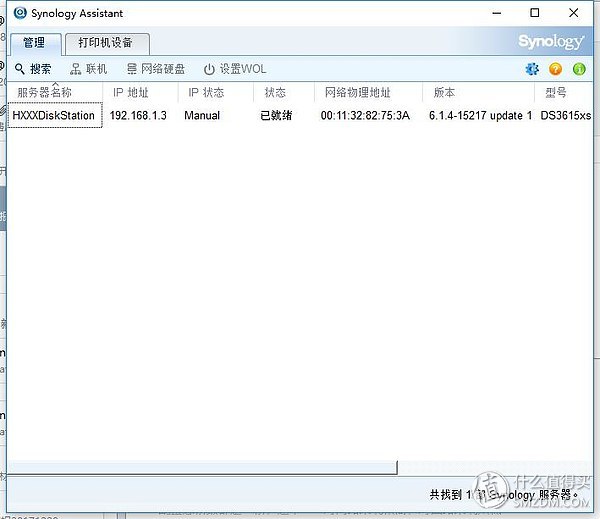 Synology Assistant
管理 打印机设备 Synology
搜索 联机 网络硬盘 设置WOL
服务器名称 IP 地址 IP 状态 状态 网络物理地址 版本 型号
HXXXDiskStation 192.168.1.3 Manual 已就绪 00:11:32:82:75:3A 6.1.4-15217 update 1 DS3615xs
共找到 1 Synology 服务器。
值 什么值得买
SMZDM.COM